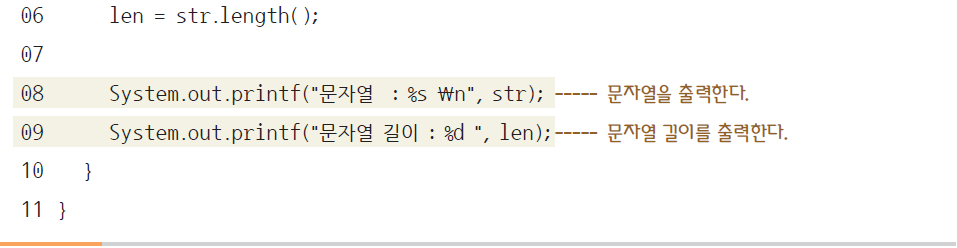 06 len = str.length();
07
08 System.out.printf("문자열 : %s ₩n", str); ----- 문자열을 출력한다.
09 System.out.printf("문자열 길이 : %d ", len); ----- 문자열 길이를 출력한다.
10 }
11 }